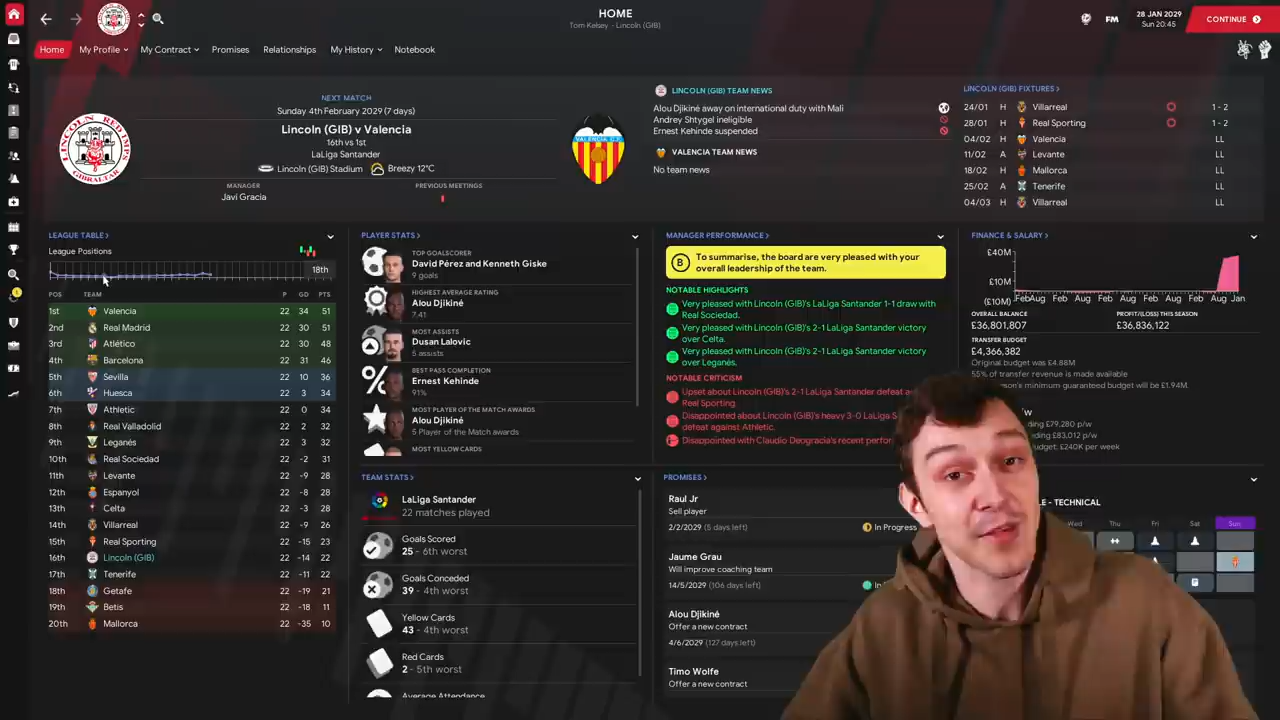 HOME
Tom Kelsey - Lincoln (GIB)
FM
28 JAN 2029
Sun 20:45
CONTINUE
Home
My Profile
My Contract
Promises
Relationships
My History
Notebook
NEXT MATCH
Sunday 4th February 2029 (7 days)
Lincoln (GIB) v Valencia
16th vs 1st
LaLiga Santander
Lincoln (GIB) Stadium
Breezy 12°C
MANAGER
Javi Gracia
PREVIOUS MEETINGS
LINCOLN RED IMP
GIBRALTAR
VALENCIA C.F.
LINCOLN (GIB) TEAM NEWS
Alou Djikiné away on international duty with Mali
Andrey Shtygel ineligible
Ernest Kehinde suspended
VALENCIA TEAM NEWS
No team news
LINCOLN (GIB) FIXTURES
24/01 H Villarreal 1 - 2
28/01 H Real Sporting 1 - 2
04/02 H Valencia LL
11/02 A Levante LL
18/02 H Mallorca LL
25/02 A Tenerife LL
04/03 H Villarreal LL
LEAGUE TABLE
League Positions
18th
POS TEAM P GD PTS
1st Valencia 22 34 51
2nd Real Madrid 22 30 51
3rd Atlético 22 30 48
4th Barcelona 22 31 46
5th Sevilla 22 10 36
6th Huesca 22 3 34
7th Athletic 22 0 34
8th Real Valladolid 22 2 32
9th Leganés 22 3 32
10th Real Sociedad 22 -2 31
11th Levante 22 -9 28
12th Espanyol 22 -8 28
13th Celta 22 -3 28
14th Villarreal 22 -9 26
15th Real Sporting 22 -15 23
16th Lincoln (GIB) 22 -14 22
17th Tenerife 22 -11 22
18th Getafe 22 -19 21
19th Betis 22 -18 11
20th Mallorca 22 -35 10
PLAYER STATS
TOP GOALSCORER
David Pérez and Kenneth Giske
9 goals
HIGHEST AVERAGE RATING
Alou Djikiné
7.41
MOST ASSISTS
Dusan Lalovic
5 assists
BEST PASS COMPLETION
Ernest Kehinde
91%
MOST PLAYER OF THE MATCH AWARDS
Alou Djikiné
5 Player of the Match awards
MOST YELLOW CARDS
TEAM STATS
LaLiga Santander
22 matches played
Goals Scored
25 - 6th worst
Goals Conceded
39 - 4th worst
Yellow Cards
43 - 4th worst
Red Cards
2 - 5th worst
Average Attendance
MANAGER PERFORMANCE
B
To summarise, the board are very pleased with your
overall leadership of the team.
NOTABLE HIGHLIGHTS
Very pleased with Lincoln (GIB)'s LaLiga Santander 1-1 draw with
Real Sociedad.
Very pleased with Lincoln (GIB)'s 2-1 LaLiga Santander victory
over Celta.
Very pleased with Lincoln (GIB)'s 2-1 LaLiga Santander victory
over Leganés.
NOTABLE CRITICISM
Upset about Lincoln (GIB)'s 2-1 LaLiga Santander defeat a
Real Sporting.
Disappointed about Lincoln (GIB)'s heavy 3-0 LaLiga S
defeat against Athletic.
Disappointed with Claudio Deogracia's recent perfor
PROMISES
Raul Jr
Sell player
2/2/2029 (5 days left)
In Progress
Jaume Grau
Will improve coaching team
14/5/2029 (106 days left)
In
Alou Djikiné
Offer a new contract
4/6/2029 (127 days left)
Timo Wolfe
Offer a new contract
FINANCE & SALARY
£40M
£10M
(£10M)
Feb Aug Feb Aug Feb Aug Feb Aug Jan
OVERALL BALANCE
£36,801,807
PROFIT/(LOSS) THIS SEASON
£36,836,122
TRANSFER BUDGET
£4,366,382
Original budget was £4.88M
55% of transfer revenue is made available
erson's minimum guaranteed budget will be £1.94M.
/w
ding £79,280 p/w
ding £83,012 p/w
udget: £240K per week
LE - TECHNICAL
Wed Thu Fri Sat Sun